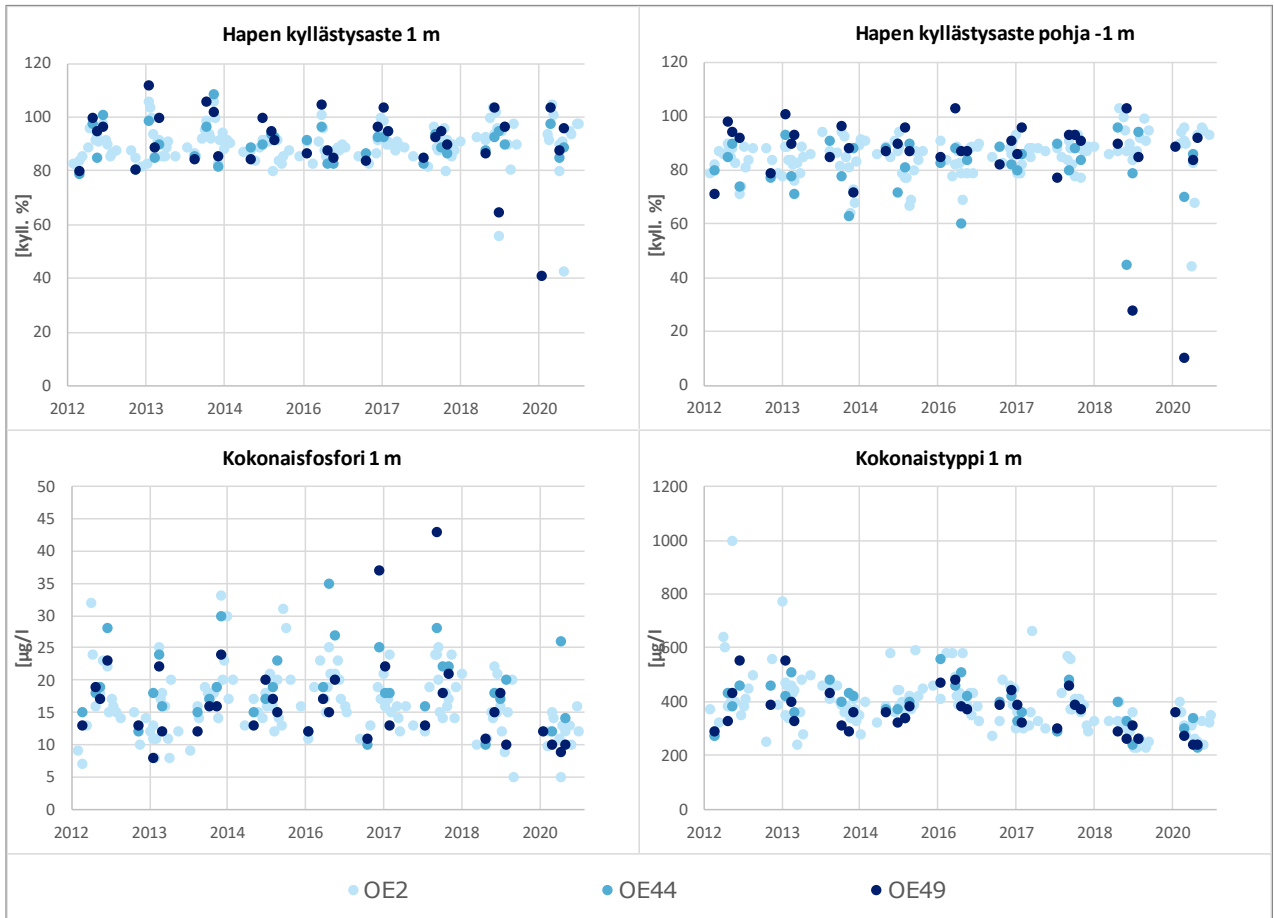 Hapen kyllästysaste 1 m
120
100
80
60
40
20
0
[kyll. %]
2012 2013 2014 2016 2017 2018 2020
Hapen kyllästysaste pohja -1 m
120
100
80
60
40
20
0
[kyll. %]
2012 2013 2014 2016 2017 2018 2020
Kokonaisfosfori 1 m
50
45
40
35
30
25
20
15
10
5
0
[µg/l
2012 2013 2014 2016 2017 2018 2020
Kokonaistyppi 1 m
1200
1000
800
600
400
200
0
[µg/l
2012 2013 2014 2016 2017 2018 2020
OE2 OE44 OE49